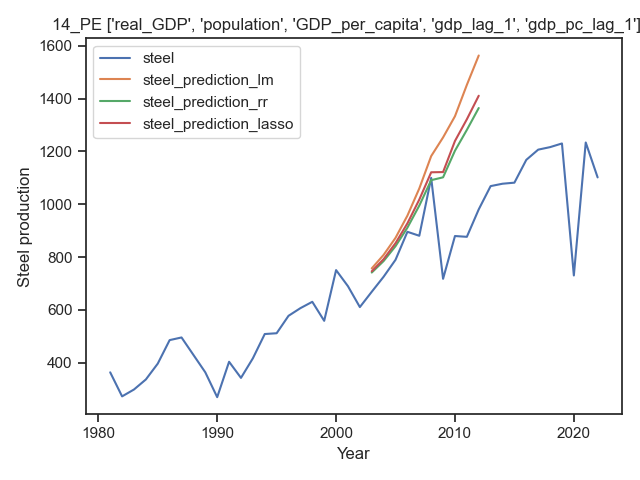 14_PE ['real_GDP', 'population', 'GDP_per_capita', 'gdp_lag_1', 'gdp_pc_lag_1']
steel
steel_prediction_lm
steel_prediction_rr
steel_prediction_lasso
1600
1400
1200
1000
800
600
400
Steel production
1980
1990
2000
2010
2020
Year